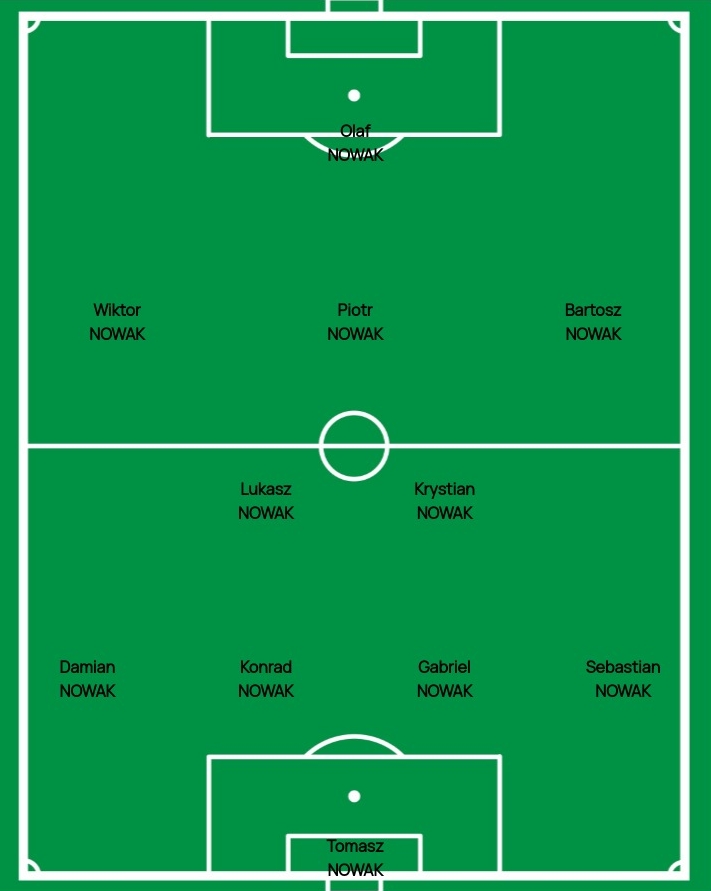 Olaf
NOWAK
Wiktor
NOWAK
Piotr
NOWAK
Bartosz
NOWAK
Lukasz
NOWAK
Krystian
NOWAK
Damian
NOWAK
Konrad
NOWAK
Gabriel
NOWAK
Sebastian
NOWAK
Tomasz
NOWAK